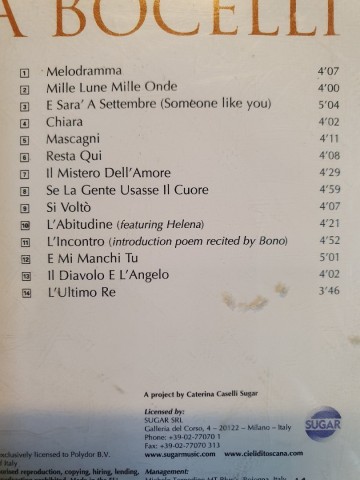 A BOCELLI
1 Melodramma 4'07
2 Mille Lune Mille Onde 4'00
3 E Sara' A Settembre (Someone like you) 5'04
4 Chiara 4'02
5 Mascagni 4'11
6 Resta Qui 4'08
7 Il Mistero Dell'Amore 4'29
8 Se La Gente Usasse Il Cuore 4'59
9 Si Voltò 4'07
10 L'Abitudine (featuring Helena) 4'21
11 L'Incontro (introduction poem recited by Bono) 4'52
12 E Mi Manchi Tu 5'01
13 Il Diavolo E L'Angelo 4'02
14 L'Ultimo Re 3'46
A project by Caterina Caselli Sugar
Licensed by:
SUGAR SRL
Galleria del Corso, 4 – 20122 – Milano – Italy
Phone: +39-02-77070 1
Fax: +39-02-77070 313
www.sugarmusic.com www.cieliditoscana.com
SUGAR
exclusively licensed to Polydor B.V.
Italy
reproduction, copying, hiring, lending,
Management: